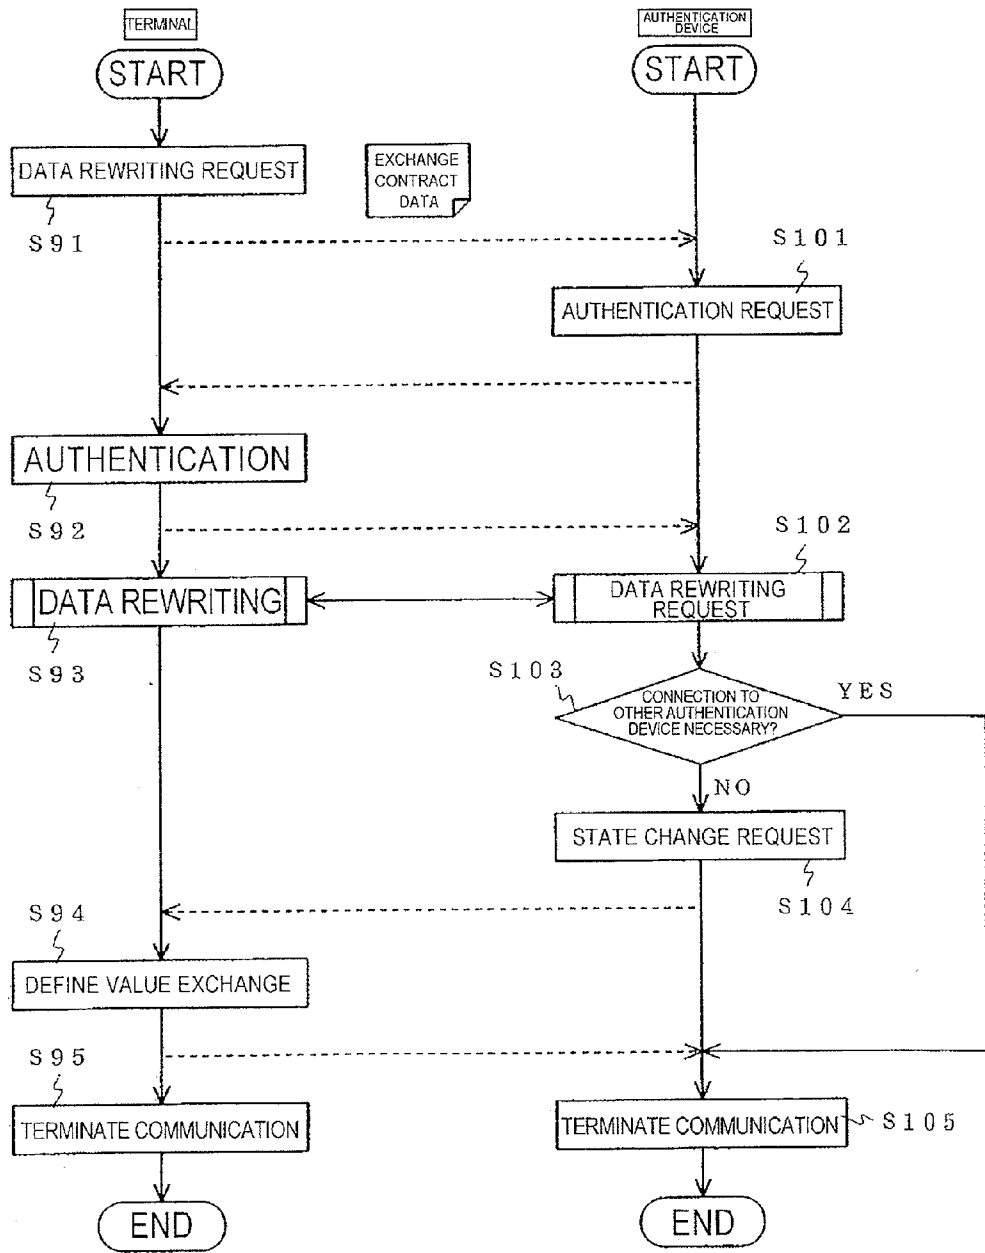 TERMINAL
AUTHENTICATION
DEVICE
START
START
DATA REWRITING REQUEST
EXCHANGE
CONTRACT
DATA
S91
S101
AUTHENTICATION REQUEST
AUTHENTICATION
S92
S102
DATA REWRITING
DATA REWRITING
REQUEST
S93
S103
YES
CONNECTION TO
OTHER AUTHENTICATION
DEVICE NECESSARY?
NO
STATE CHANGE REQUEST
S94
S104
DEFINE VALUE EXCHANGE
S95
TERMINATE COMMUNICATION
TERMINATE COMMUNICATION
S105
END
END